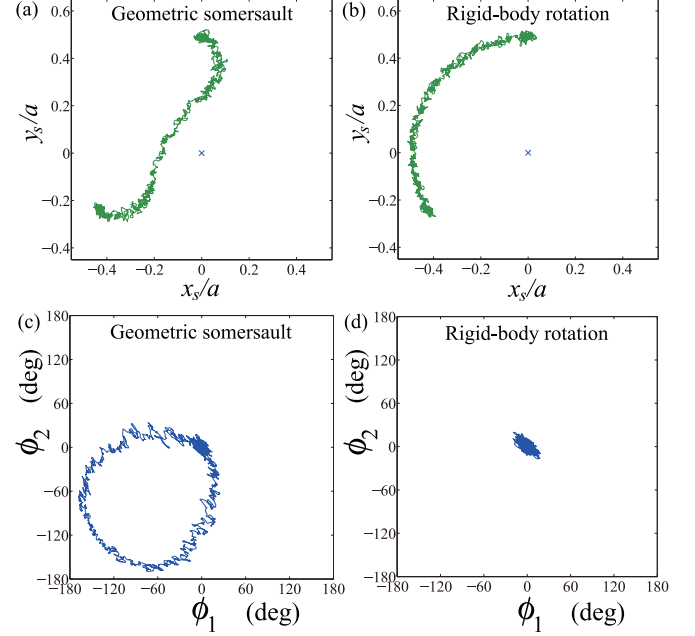 (a) Geometric somersault
0.6
0.4
0.2
0
−0.2
−0.4
y_s/a
−0.4 −0.2 0 0.2 0.4
x_s/a
(b) Rigid-body rotation
0.6
0.4
0.2
0
−0.2
−0.4
y_s/a
−0.4 −0.2 0 0.2 0.4
x_s/a
(c) Geometric somersault
180
120
60
0
−60
−120
−180
ϕ_2 (deg)
−180 −120 −60 0 60 120 180
ϕ_1 (deg)
(d) Rigid-body rotation
180
120
60
0
−60
−120
−180
ϕ_2 (deg)
−180 −120 −60 0 60 120 180
ϕ_1 (deg)